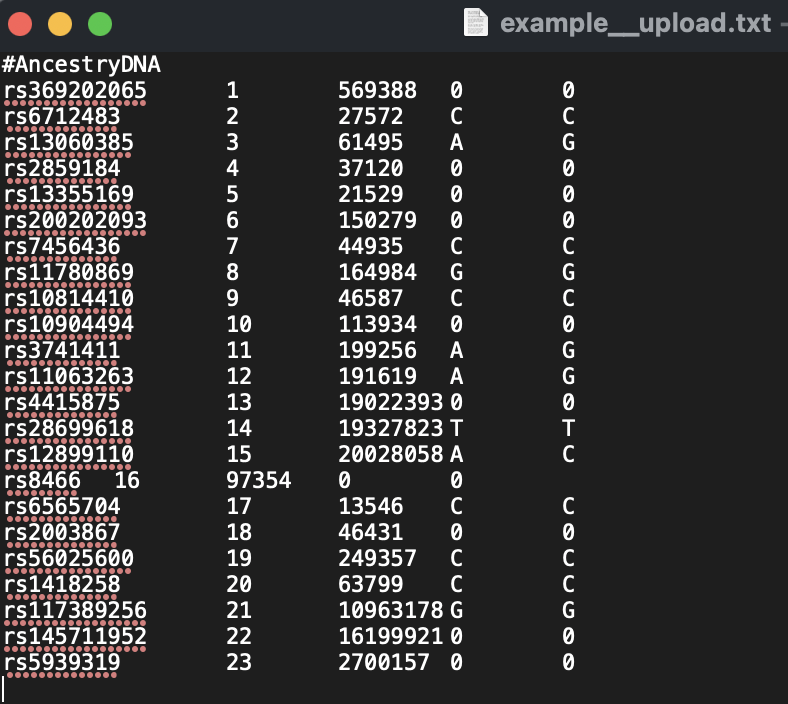 example__upload.txt
#AncestryDNA
rs369202065 1 569388 0 0
rs6712483 2 27572 C C
rs13060385 3 61495 A G
rs2859184 4 37120 0 0
rs13355169 5 21529 0 0
rs200202093 6 150279 0 0
rs7456436 7 44935 C C
rs11780869 8 164984 G G
rs10814410 9 46587 C C
rs10904494 10 113934 0 0
rs3741411 11 199256 A G
rs11063263 12 191619 A G
rs4415875 13 19022393 0 0
rs28699618 14 19327823 T T
rs12899110 15 20028058 A C
rs8466 16 97354 0 0
rs6565704 17 13546 C C
rs2003867 18 46431 0 0
rs56025600 19 249357 C C
rs1418258 20 63799 C C
rs117389256 21 10963178 G G
rs145711952 22 16199921 0 0
rs5939319 23 2700157 0 0